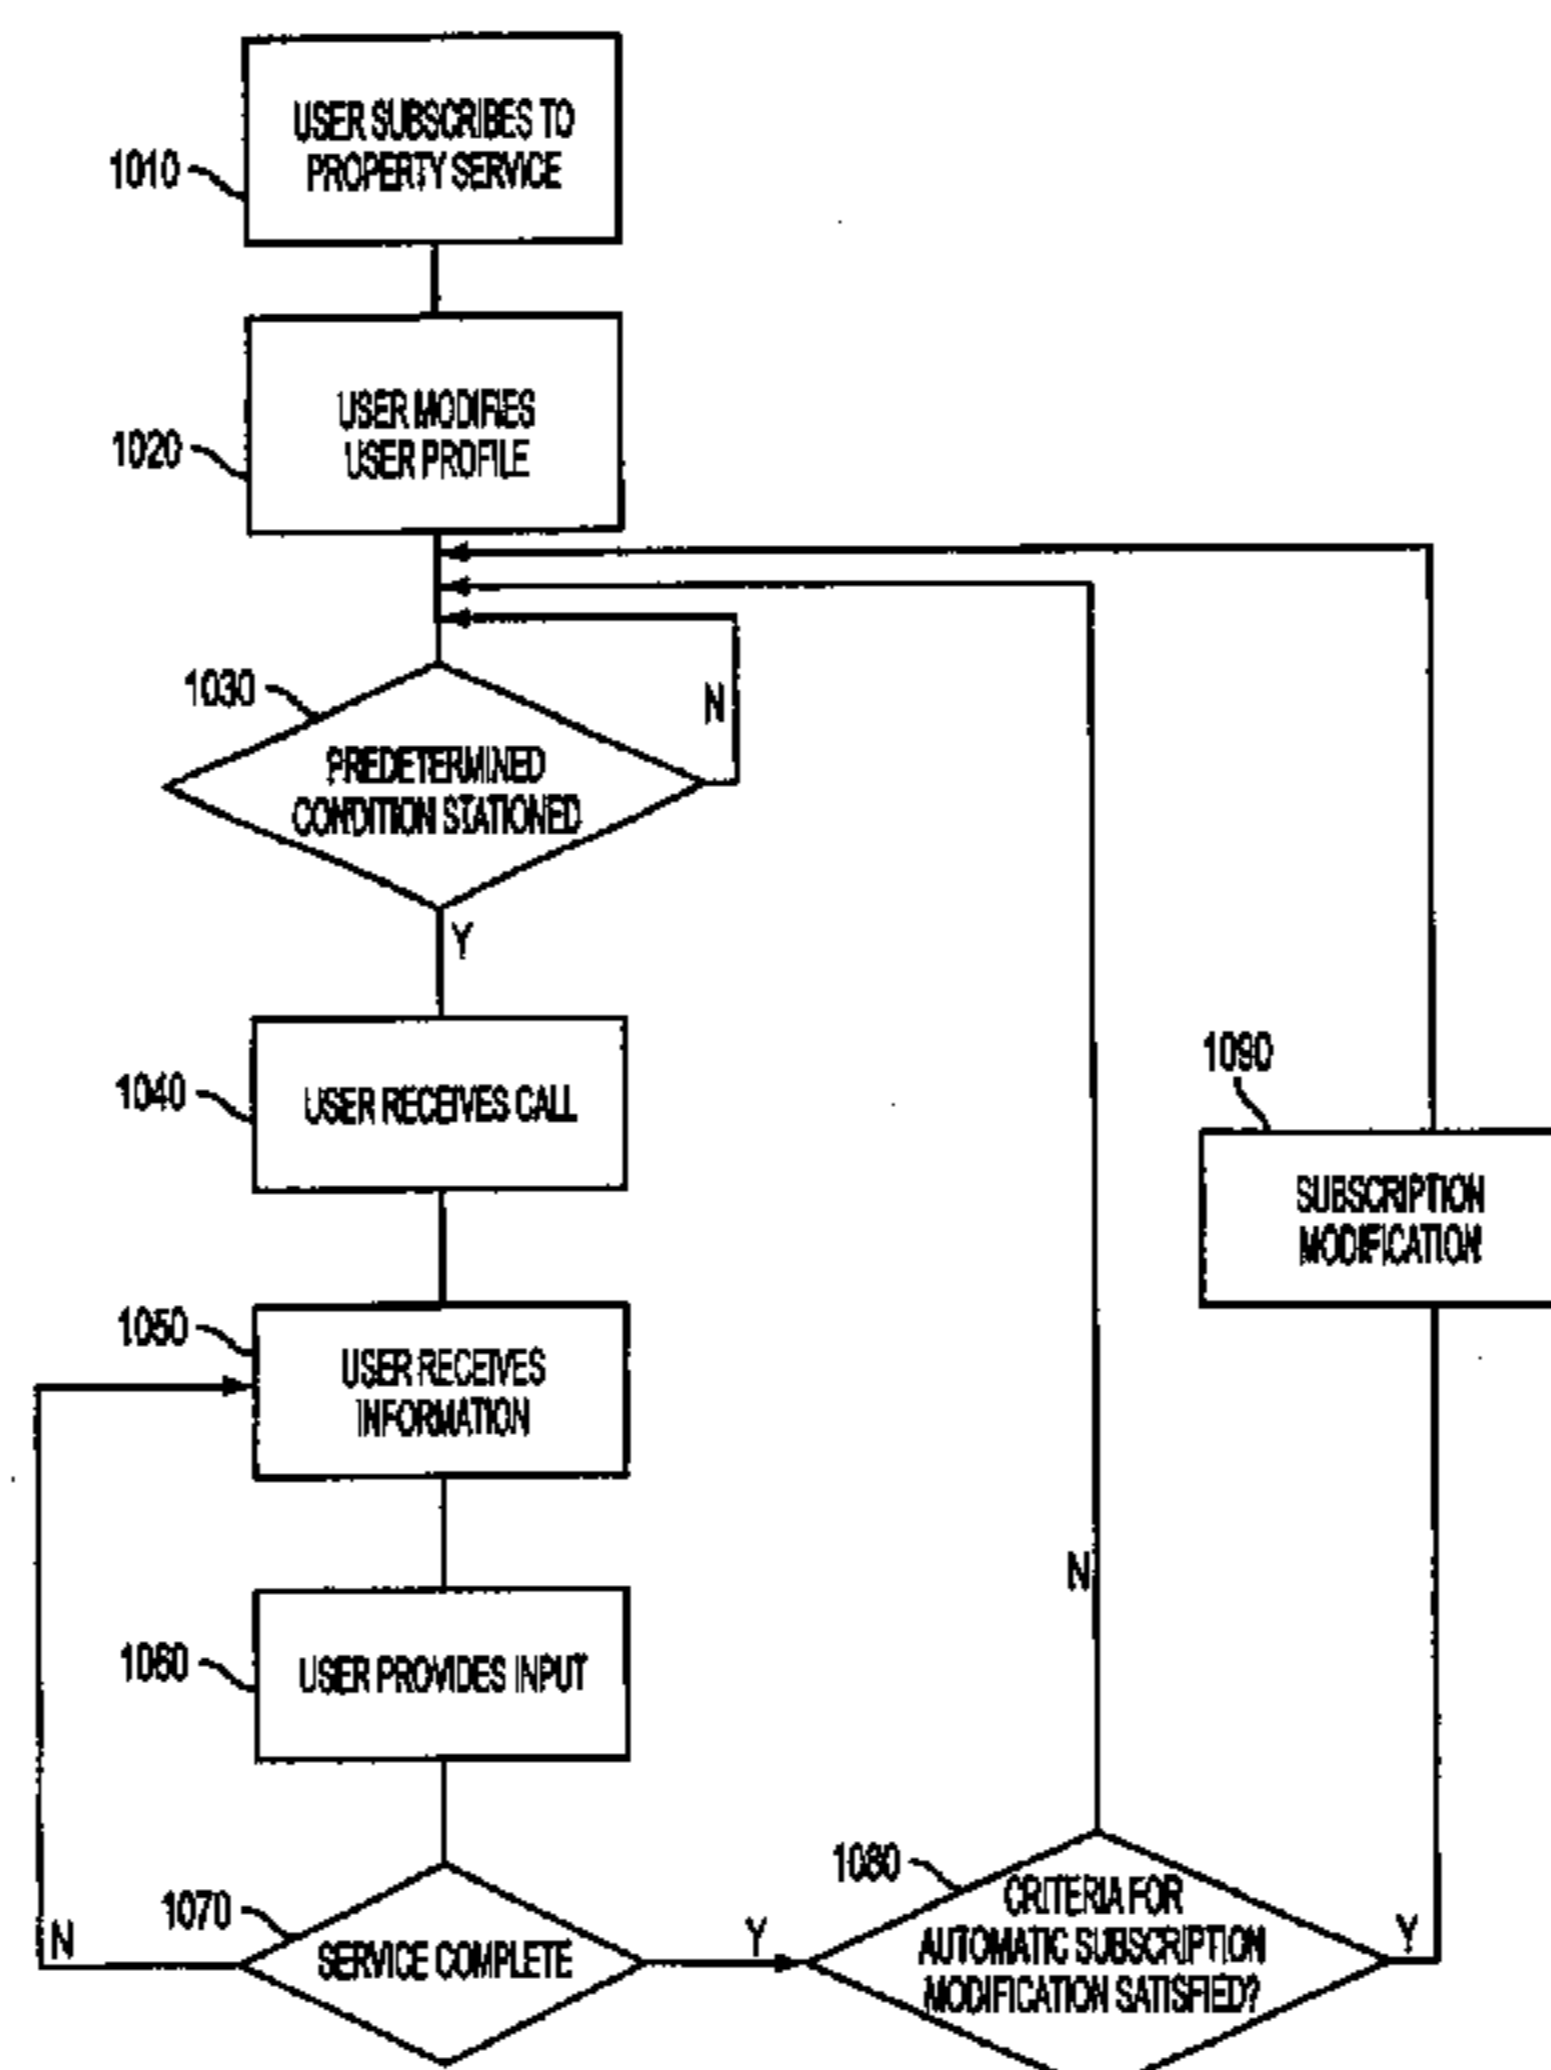 USER SUBSCRIBES TO
PROPERTY SERVICE
1010
USER MODIFIES
USER PROFILE
1020
1030
N
PREDETERMINED
CONDITION STATIONED
Y
1040
USER RECEIVES CALL
1090
SUBSCRIPTION
MODIFICATION
1050
USER RECEIVES
INFORMATION
N
1060
USER PROVIDES INPUT
1070
N
SERVICE COMPLETE
Y
1080
CRITERIA FOR
AUTOMATIC SUBSCRIPTION
MODIFICATION SATISFIED?
Y